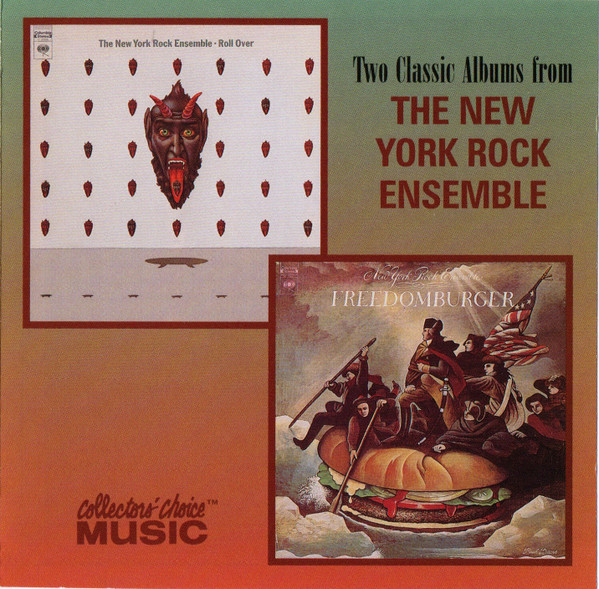 The New York Rock Ensemble • Roll Over
Two Classic Albums from
THE NEW
YORK ROCK
ENSEMBLE
New York Rock Ensemble
FREEDOMBURGER
Collectors' Choice™
MUSIC